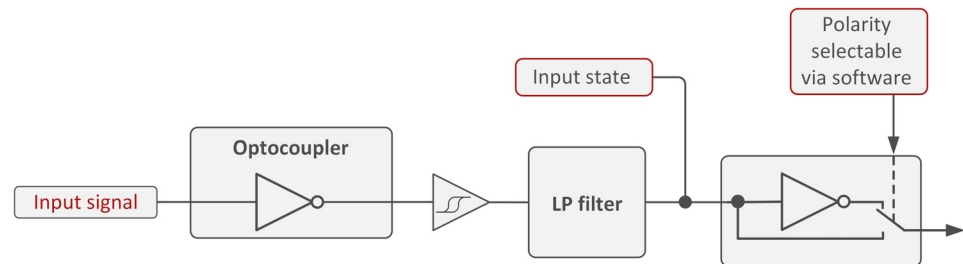 Polarity
selectable
via software
Input state
Optocoupler
Input signal
LP filter